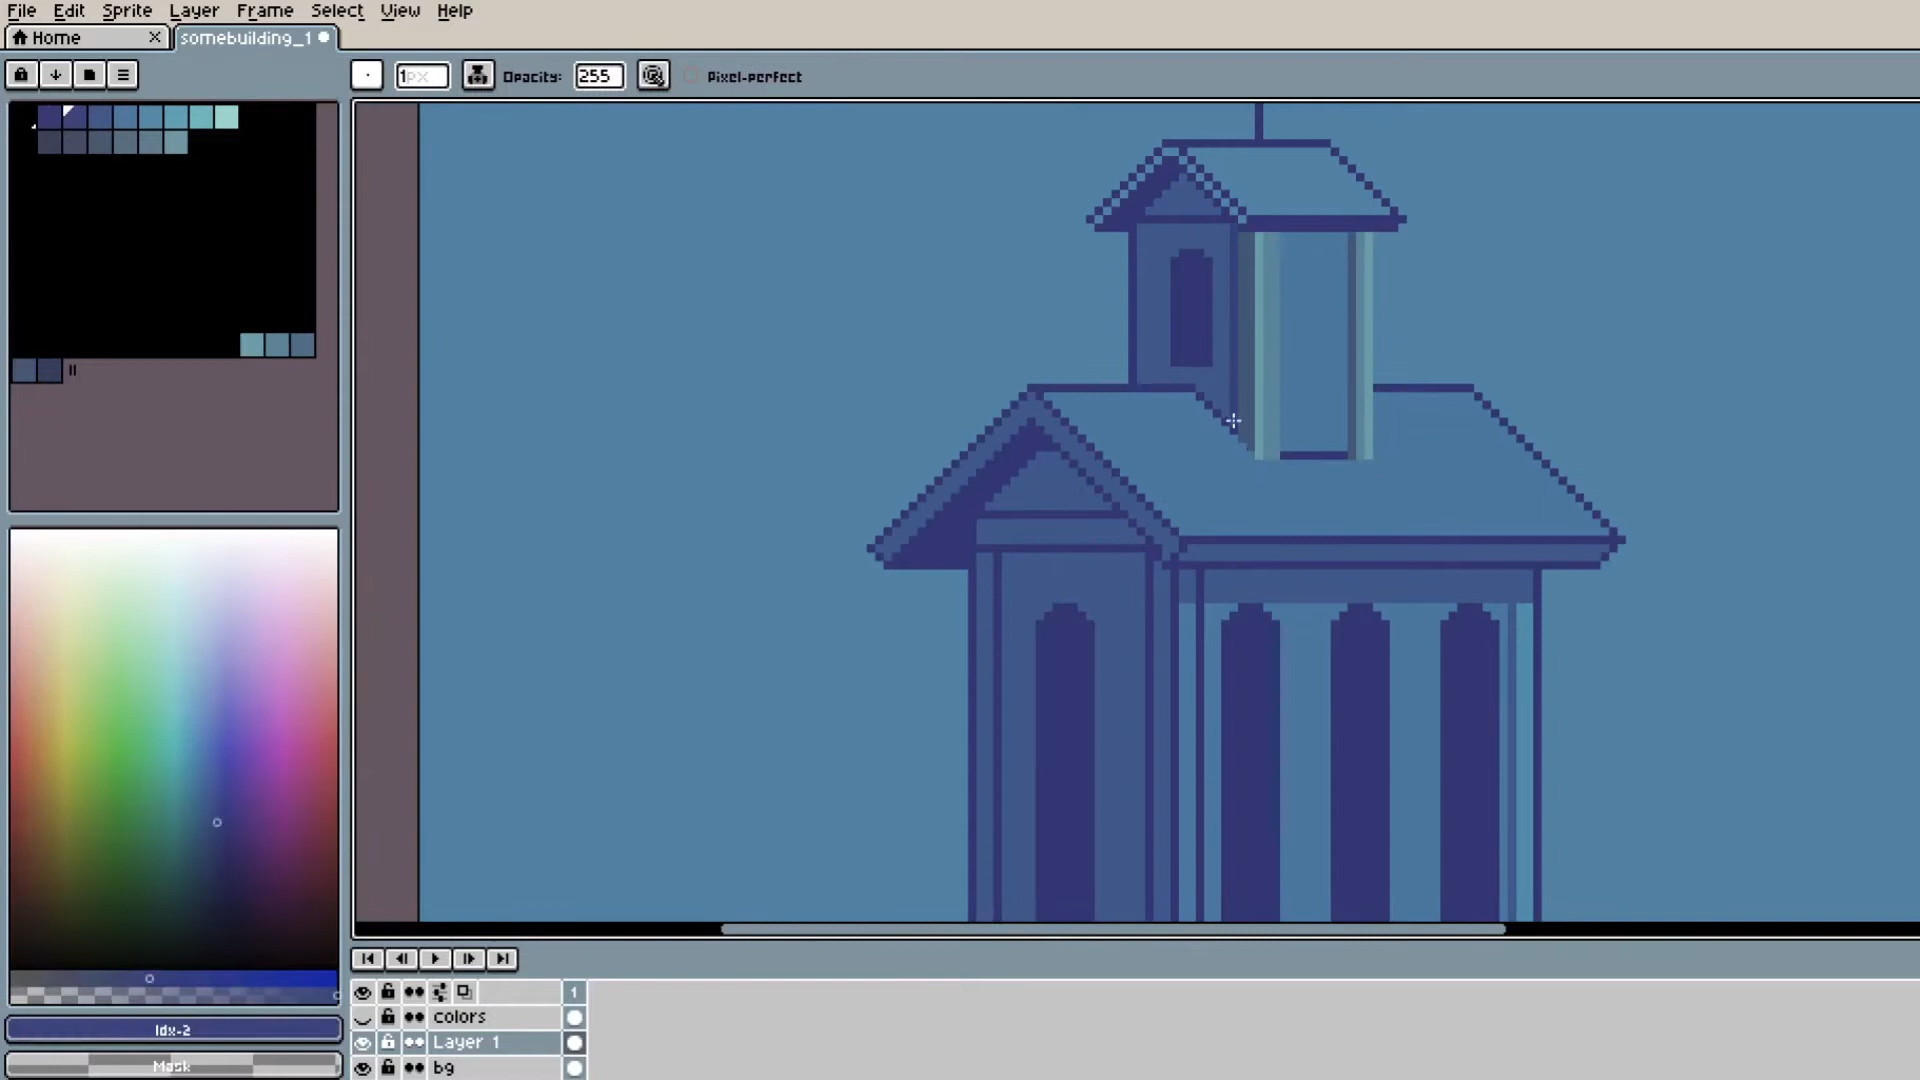 File Edit Sprite Layer Frame Select View Help
Home somebuilding_1
1px Opacity: 255 Pixel-perfect
Idx-2
Mask
1
colors
Layer 1
bg